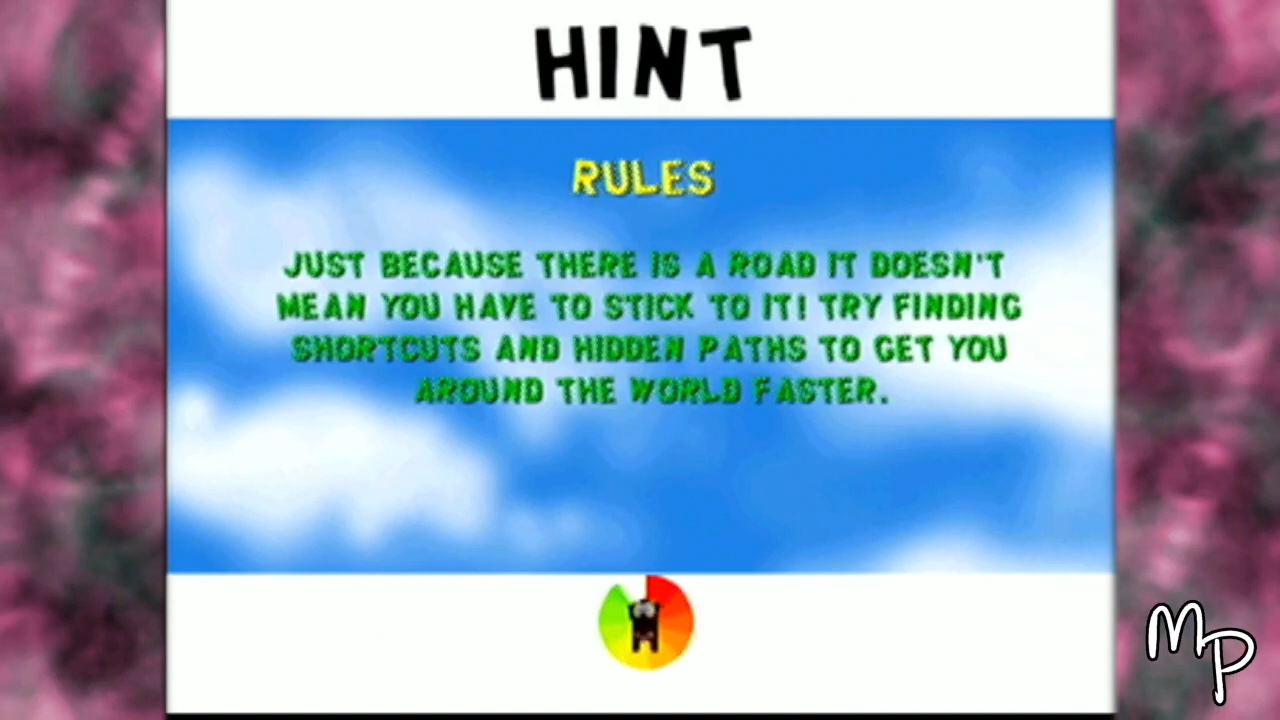 HINT
RULES
JUST BECAUSE THERE IS A ROAD IT DOESN'T
MEAN YOU HAVE TO STICK TO IT! TRY FINDING
SHORTCUTS AND HIDDEN PATHS TO GET YOU
AROUND THE WORLD FASTER.
MP